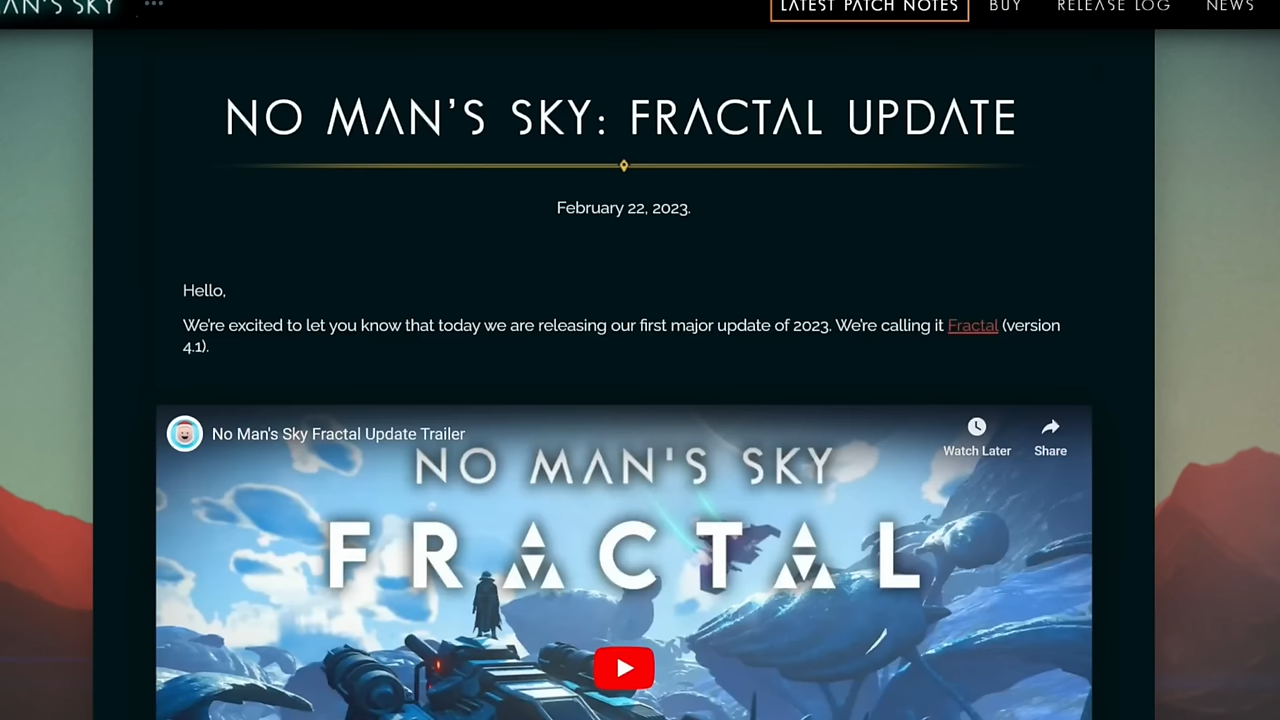 MAN'S SKY
LATEST PATCH NOTES BUY RELEASE LOG NEWS
NO MAN'S SKY: FRACTAL UPDATE
February 22, 2023.
Hello,
We're excited to let you know that today we are releasing our first major update of 2023. We're calling it Fractal (version
4.1).
No Man's Sky Fractal Update Trailer
Watch Later Share
NO MAN'S SKY
FRACTAL